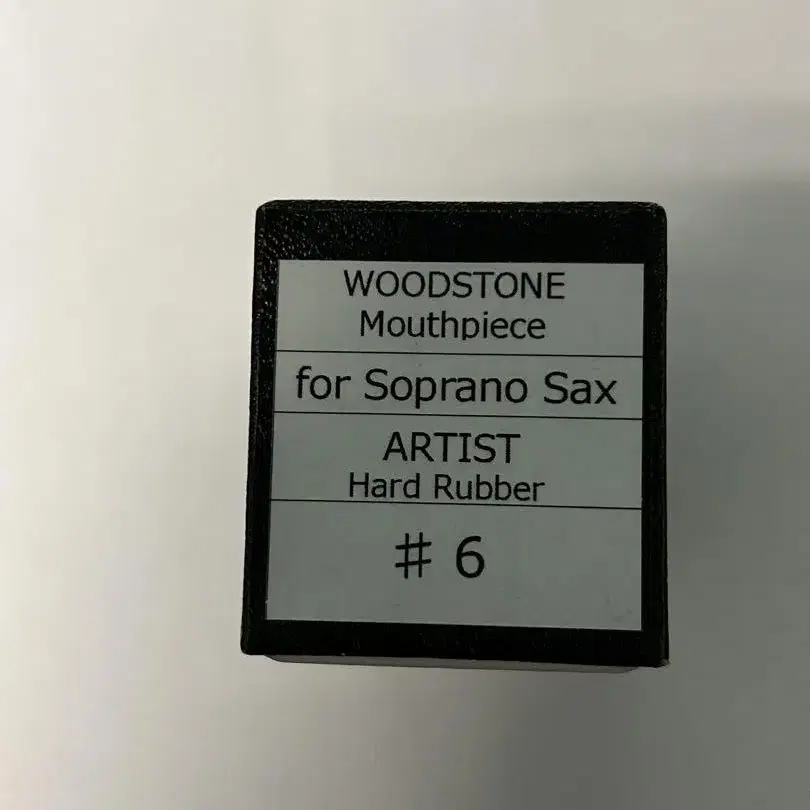 WOODSTONE
Mouthpiece
for Soprano Sax
ARTIST
Hard Rubber
# 6